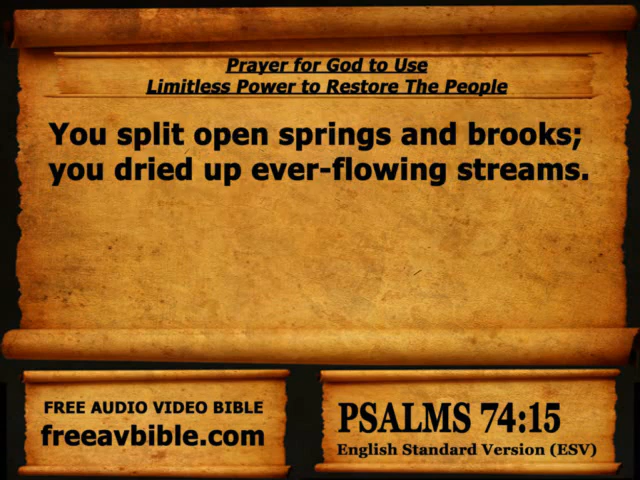 Prayer for God to Use
Limitless Power to Restore The People
You split open springs and brooks;
you dried up ever-flowing streams.
FREE AUDIO VIDEO BIBLE
freeavbible.com
PSALMS 74:15
English Standard Version (ESV)